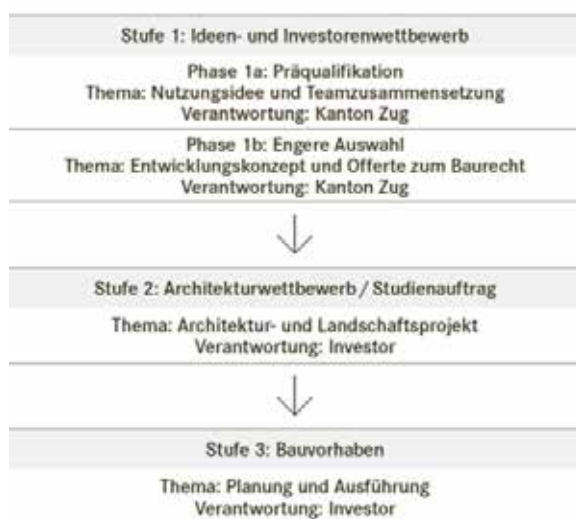 Stufe 1: Ideen- und Investorenwettbewerb
Phase 1a: Präqualifikation
Thema: Nutzungsidee und Teamzusammensetzung
Verantwortung: Kanton Zug
Phase 1b: Engere Auswahl
Thema: Entwicklungskonzept und Offerte zum Baurecht
Verantwortung: Kanton Zug
Stufe 2: Architekturwettbewerb / Studienauftrag
Thema: Architektur- und Landschaftsprojekt
Verantwortung: Investor
Stufe 3: Bauvorhaben
Thema: Planung und Ausführung
Verantwortung: Investor